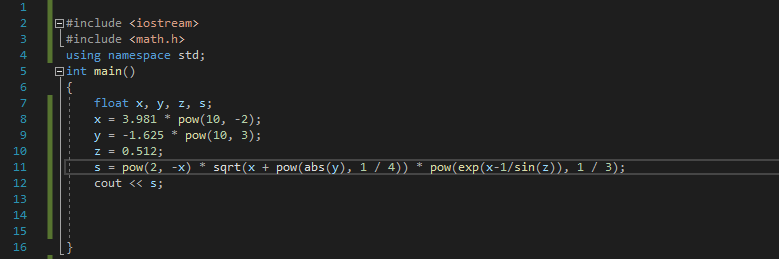 1
2 #include <iostream>
3 #include <math.h>
4 using namespace std;
5 int main()
6 {
7 float x, y, z, s;
8 x = 3.981 * pow(10, -2);
9 y = -1.625 * pow(10, 3);
10 z = 0.512;
11 s = pow(2, -x) * sqrt(x + pow(abs(y), 1 / 4)) * pow(exp(x-1/sin(z)), 1 / 3);
12 cout << s;
13
14
15
16 }